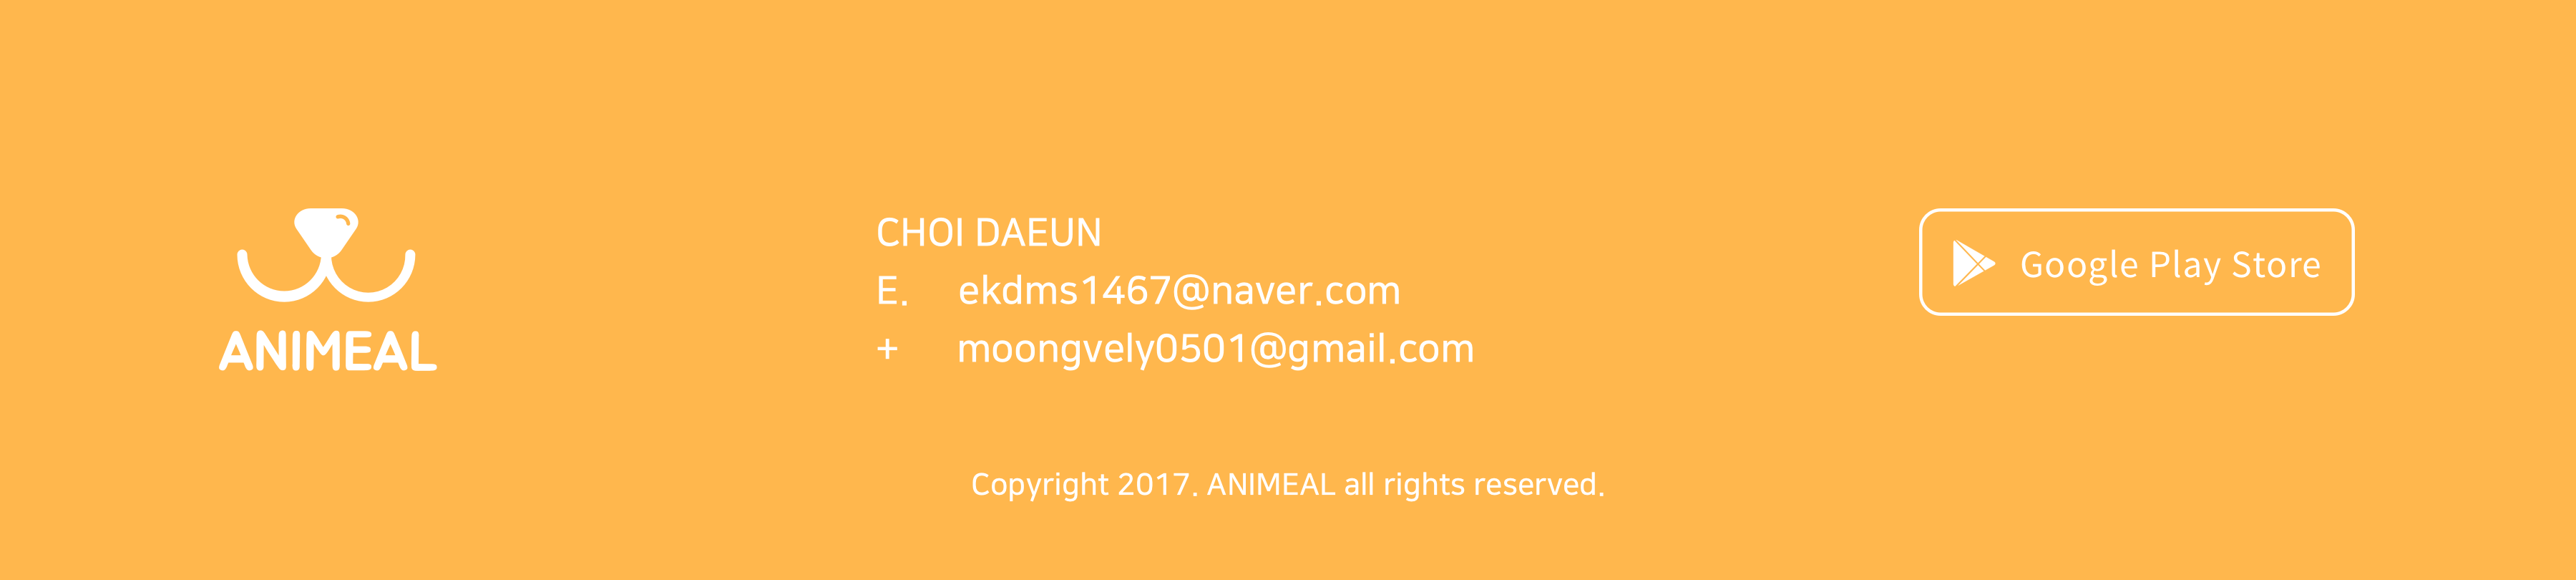 ANIMEAL
CHOI DAEUN
E. ekdms1467@naver.com
+ moongvely0501@gmail.com
Google Play Store
Copyright 2017. ANIMEAL all rights reserved.